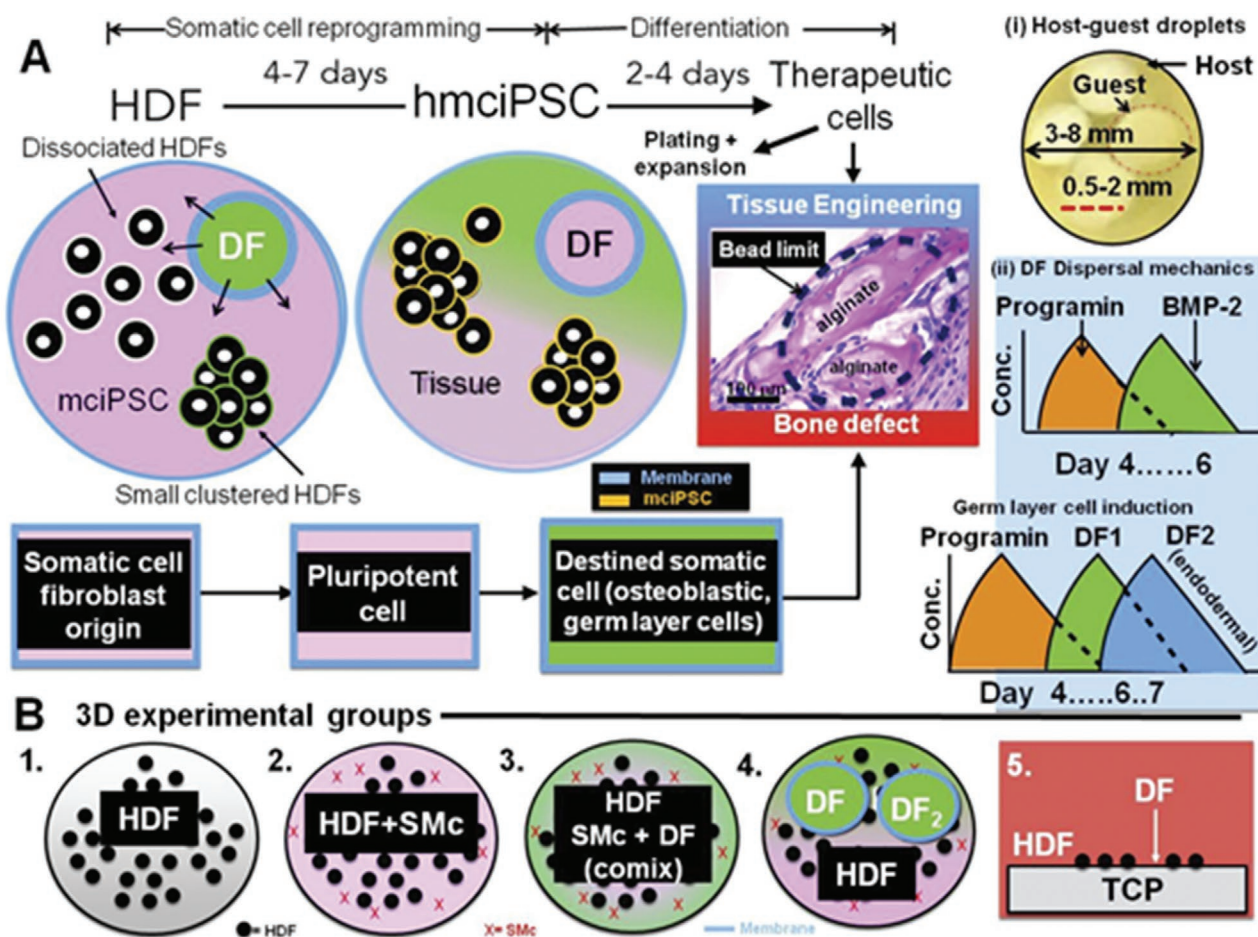 Somatic cell reprogramming
Differentiation
A
4-7 days
2-4 days
HDF
hmciPSC
Therapeutic
cells
Plating +
expansion
Dissociated HDFs
DF
mciPSC
Small clustered HDFs
DF
Tissue
Tissue Engineering
Bead limit
alginate
alginate
100 µm
Bone defect
Membrane
mciPSC
Somatic cell
fibroblast
origin
Pluripotent
cell
Destined somatic
cell (osteoblastic,
germ layer cells)
(i) Host-guest droplets
Host
Guest
3-8 mm
0.5-2 mm
(ii) DF Dispersal mechanics
Programin
BMP-2
Conc.
Day 4......6
Germ layer cell induction
Programin
DF1
DF2
(endodermal)
Conc.
Day 4.....6..7
B
3D experimental groups
1.
HDF
2.
HDF+SMc
3.
HDF
SMc + DF
(comix)
4.
DF
DF2
HDF
5.
DF
HDF
TCP
= HDF
X= SMc
Membrane